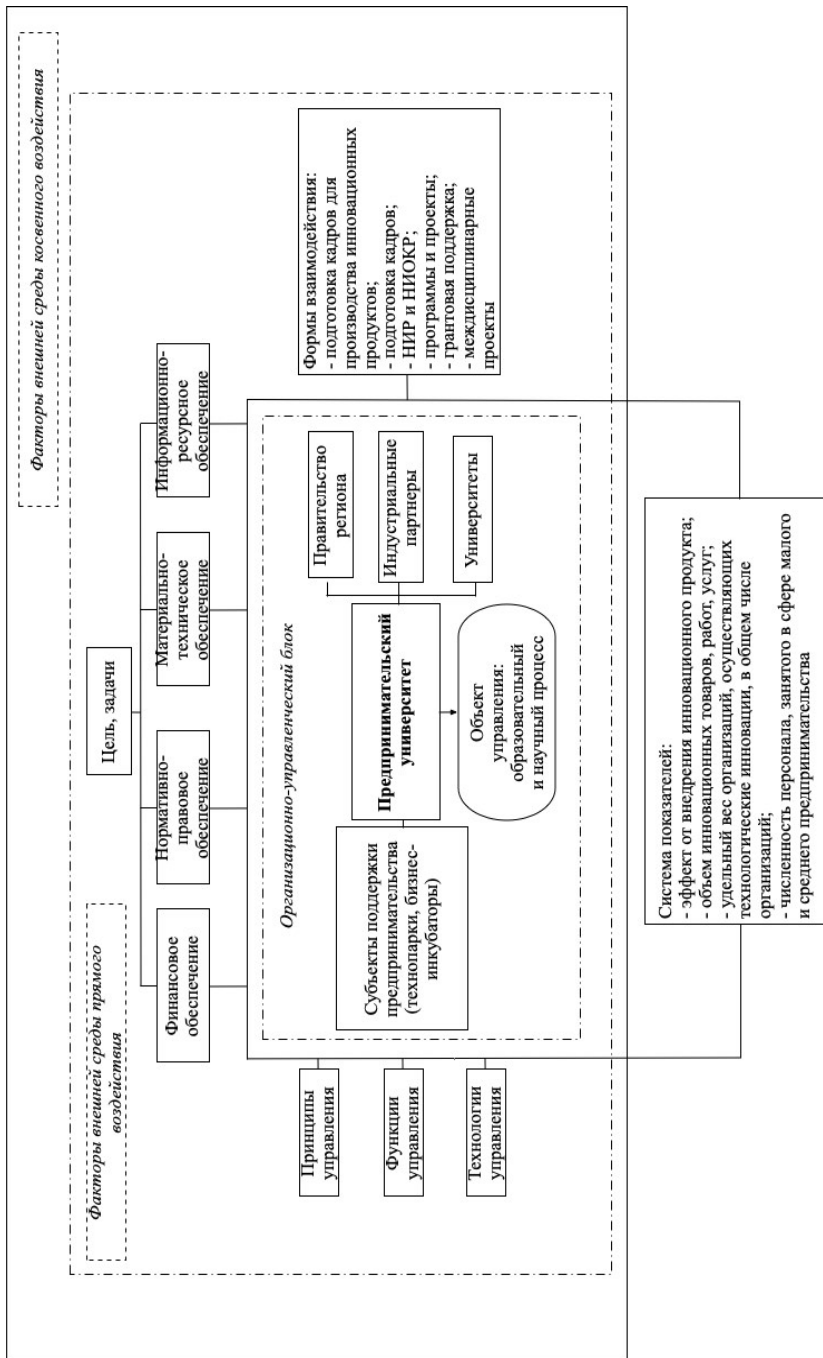 Факторы внешней среды косвенного воздействия
Факторы внешней среды прямого
воздействия
Цель, задачи
Финансовое
обеспечение
Нормативно-
правовое
обеспечение
Материально-
техническое
обеспечение
Информационно-
ресурсное
обеспечение
Принципы
управления
Функции
управления
Технологии
управления
Организационно-управленческий блок
Субъекты поддержки
предпринимательства
(технопарки, бизнес-
инкубаторы)
Предпринимательский
университет
Объект
управления:
образовательный
и научный процесс
Правительство
региона
Индустриальные
партнеры
Университеты
Формы взаимодействия:
- подготовка кадров для
производства инновационных
продуктов;
- подготовка кадров;
- НИР и НИОКР;
- программы и проекты;
- грантовая поддержка;
- междисциплинарные
проекты
Система показателей:
- эффект от внедрения инновационного продукта;
- объем инновационных товаров, работ, услуг;
- удельный вес организаций, осуществляющих
технологические инновации, в общем числе
организаций;
- численность персонала, занятого в сфере малого
и среднего предпринимательства